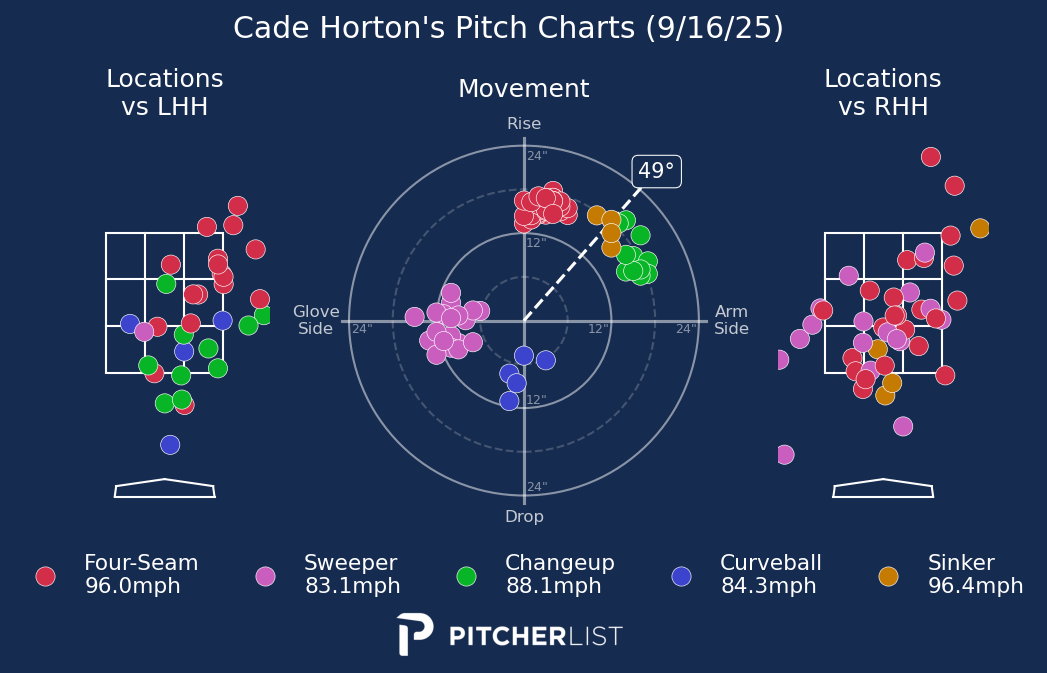 Cade Horton's Pitch Charts (9/16/25)
Locations
vs LHH
Movement
Locations
vs RHH
Rise
24"
49°
12"
Glove
Side
24"
12"
24"
Arm
Side
12"
24"
Drop
Four-Seam
96.0mph
Sweeper
83.1mph
Changeup
88.1mph
Curveball
84.3mph
Sinker
96.4mph
PITCHERLIST